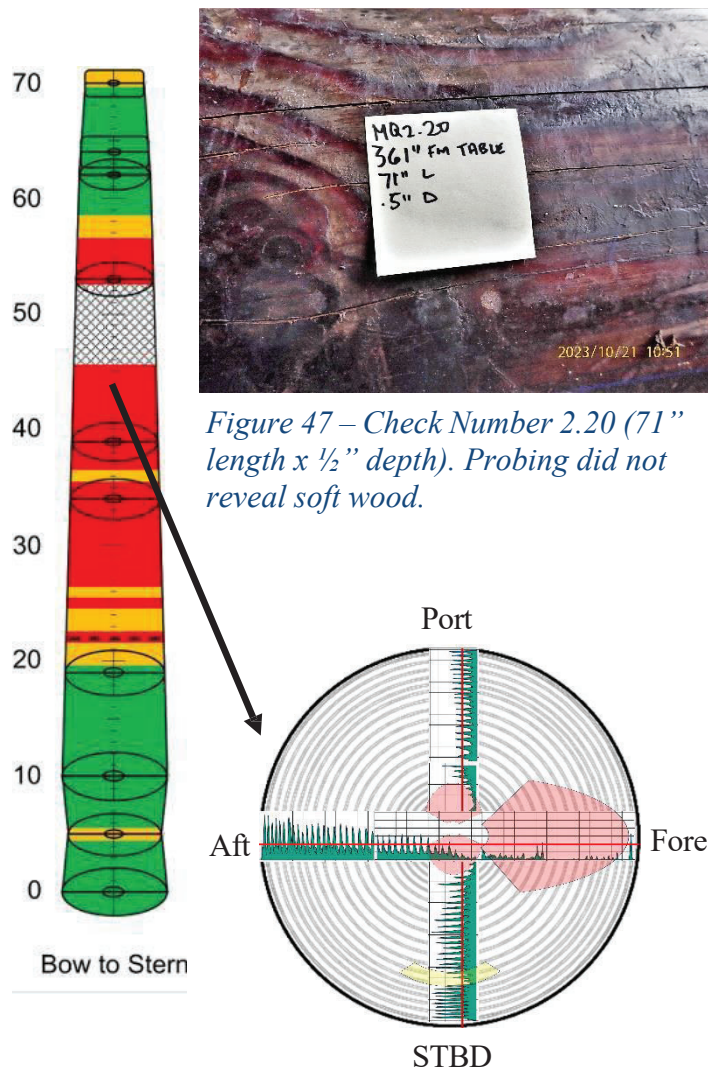 70
60
50
40
30
20
10
0
Bow to Stern
MQ2-20
361" FM TABLE
71" L
.5" D
2023/10/21 10:51
Figure 47 – Check Number 2.20 (71”
length x ½” depth). Probing did not
reveal soft wood.
Port
Aft
Fore
STBD